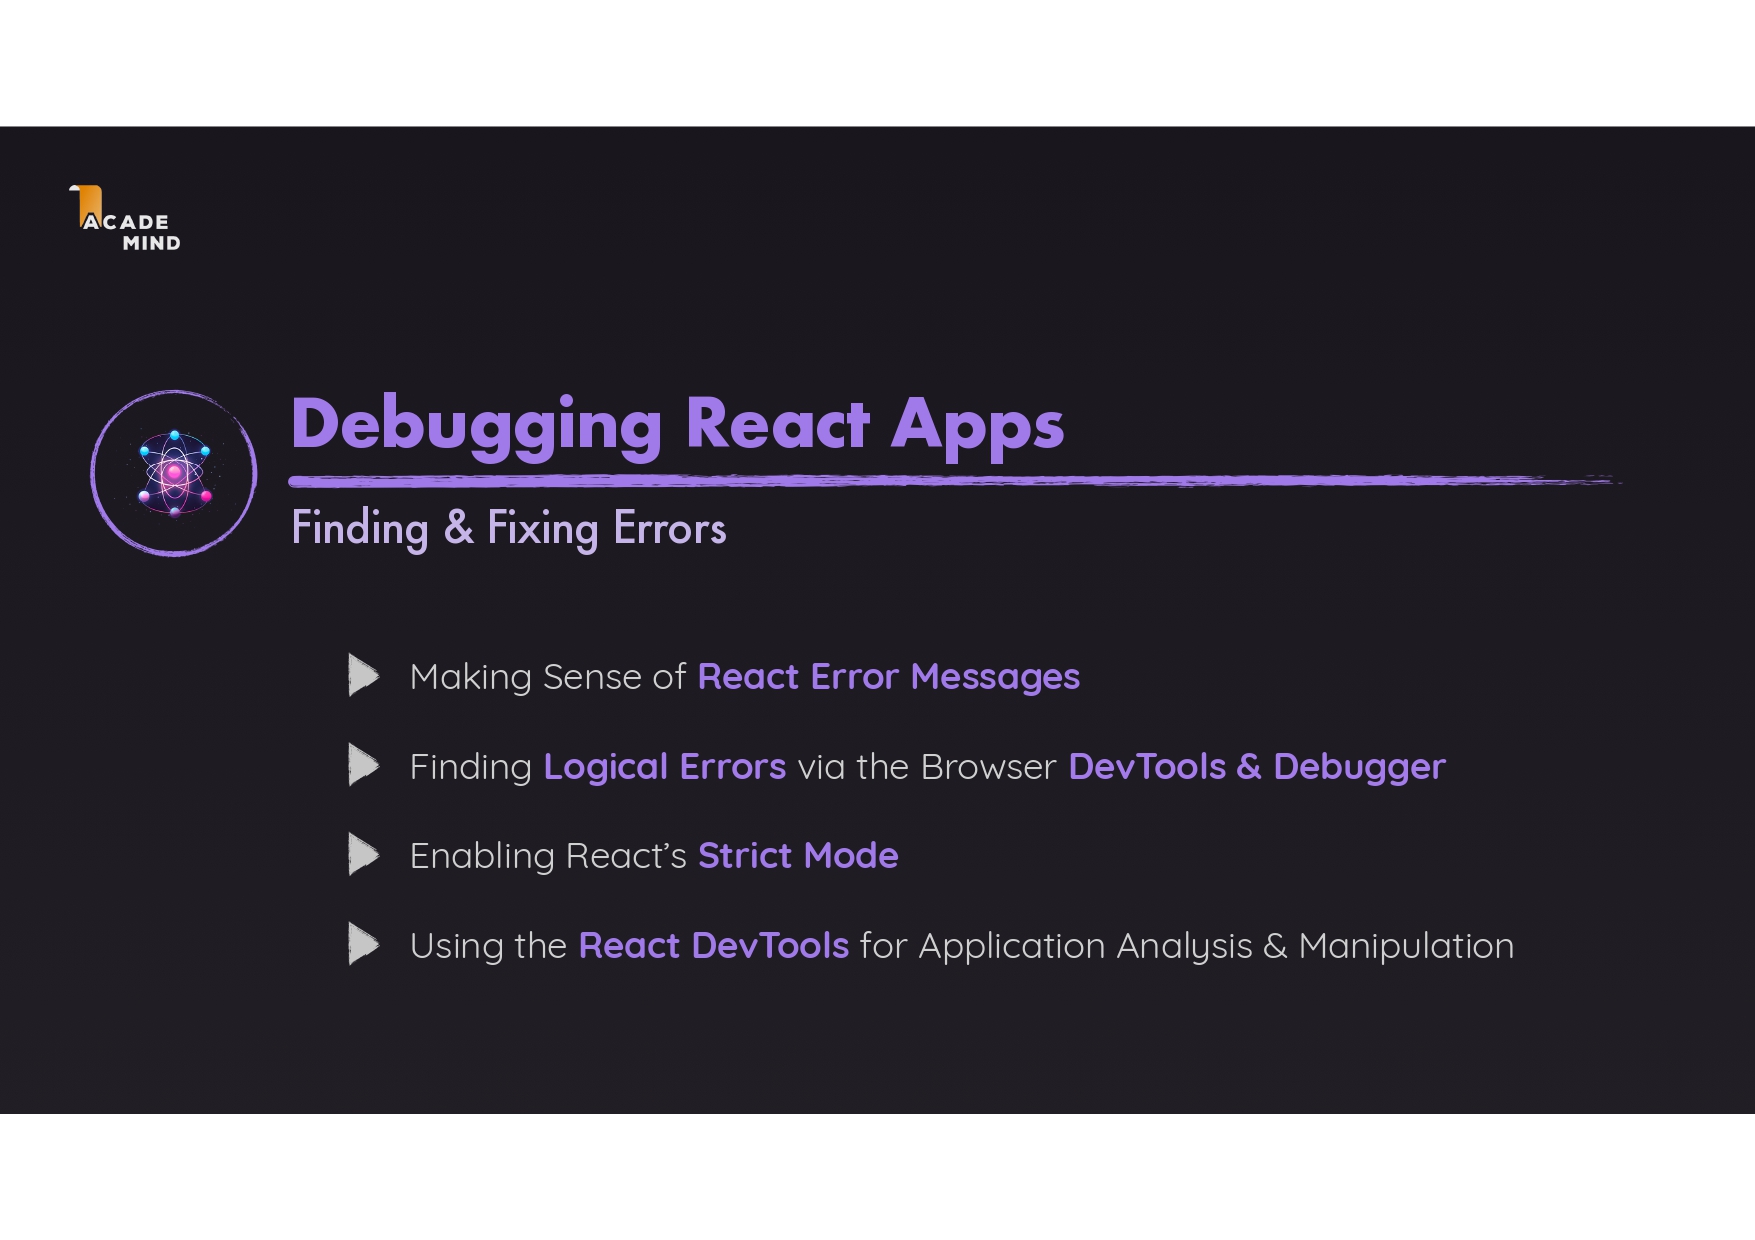 ACADE
MIND
Debugging React Apps
Finding & Fixing Errors
Making Sense of React Error Messages
Finding Logical Errors via the Browser DevTools & Debugger
Enabling React’s Strict Mode
Using the React DevTools for Application Analysis & Manipulation